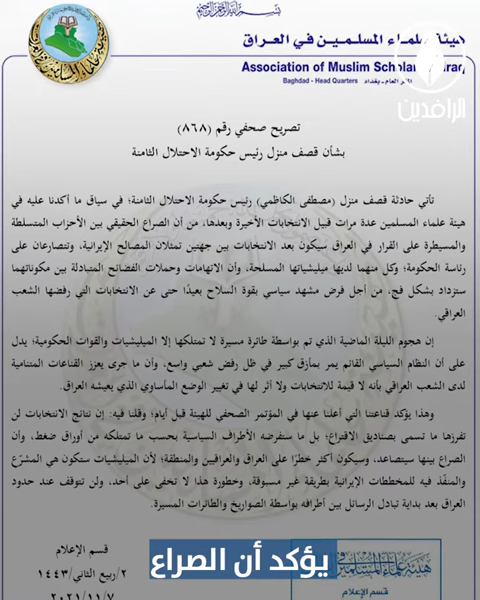 بسم الله الرحمن الرحيم
هيئة علماء المسلمين في العراق
Association of Muslim Scholars Iraq
Baghdad - Head Quarters المقر العام - بغداد
الرافدين
تصريح صحفي رقم (٨٦٨)
بشأن قصف منزل رئيس حكومة الاحتلال الثامنة
تأتي حادثة قصف منزل (مصطفى الكاظمي) رئيس حكومة الاحتلال الثامنة؛ في سياق ما أكدنا عليه في
هيئة علماء المسلمين عدة مرات قبيل الانتخابات الأخيرة وبعدها، من أن الصراع الحقيقي بين الأحزاب المتسلطة
والمسيطرة على القرار في العراق سيكون بعد الانتخابات بين جهتين تمثلان المصالح الإيرانية، وتتصارعان على
رئاسة الحكومة؛ وكل منهما لديها ميليشياتها المسلحة، وأن الاتهامات وحملات الفضائح المتبادلة بين مكوناتهما
ستزداد بشكل فج، من أجل فرض مشهد سياسي بقوة السلاح بعيدًا حتى عن الانتخابات التي رفضها الشعب
العراقي.
إن هجوم الليلة الماضية الذي تم بواسطة طائرة مسيرة لا تمتلكها إلا الميليشيات والقوات الحكومية؛ يدل
على أن النظام السياسي القائم يمر بمأزق كبير في ظل رفض شعبي واسع، وأن ما جرى يعزز القناعات المتنامية
لدى الشعب العراقي بأنه لا قيمة للانتخابات ولا أثر لها في تغيير الوضع المأساوي الذي يعيشه العراق.
وهذا يؤكد قناعتنا التي أعلنا عنها في المؤتمر الصحفي للهيئة قبل أيام؛ وقلنا فيه: إن نتائج الانتخابات لن
تفرزها ما تسمى بصناديق الاقتراع؛ بل ما ستفرضه الأطراف السياسية بحسب ما تمتلكه من أوراق ضغط، وأن
الصراع بينها سيتصاعد، وسيكون أكثر خطرًا على العراق والعراقيين والمنطقة؛ لأن الميليشيات ستكون هي المشرّع
والمنفّذ فيه للمخططات الإيرانية بطريقة غير مسبوقة، وخطورة هذا لا تخفى على أحد، ولن تتوقف عند حدود
العراق بعد بداية تبادل الرسائل بين أطرافه بواسطة الصواريخ والطائرات المسيرة.
قسم الإعلام
٢/ربيع الثاني/١٤٤٣
٢٠٢١/١١/٧
هيئة علماء المسلمين
قسم الإعلام
يؤكد أن الصراع